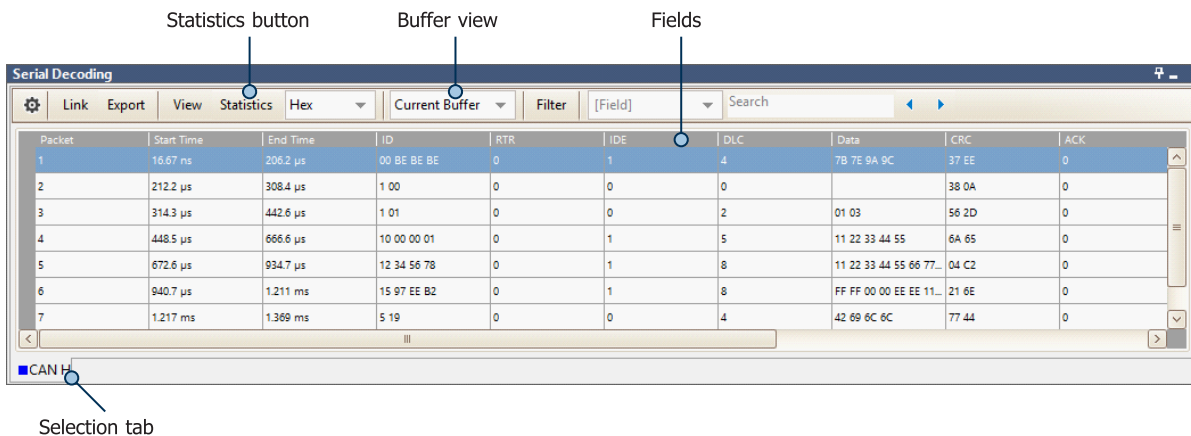 Statistics button Buffer view Fields
Serial Decoding
Link Export View Statistics Hex Current Buffer Filter [Field] Search
Packet Start Time End Time ID RTR IDE DLC Data CRC ACK
1 16.67 ns 206.2 µs 00 BE BE BE 0 1 4 7B 7E 9A 9C 37 EE 0
2 212.2 µs 308.4 µs 1 00 0 0 0 38 0A 0
3 314.3 µs 442.6 µs 1 01 0 0 2 01 03 56 2D 0
4 448.5 µs 666.6 µs 10 00 00 01 0 1 5 11 22 33 44 55 6A 65 0
5 672.6 µs 934.7 µs 12 34 56 78 0 1 8 11 22 33 44 55 66 77... 04 C2 0
6 940.7 µs 1.211 ms 15 97 EE B2 0 1 8 FF FF 00 00 EE EE 11... 21 6E 0
7 1.217 ms 1.369 ms 5 19 0 0 4 42 69 6C 6C 77 44 0
CAN H
Selection tab